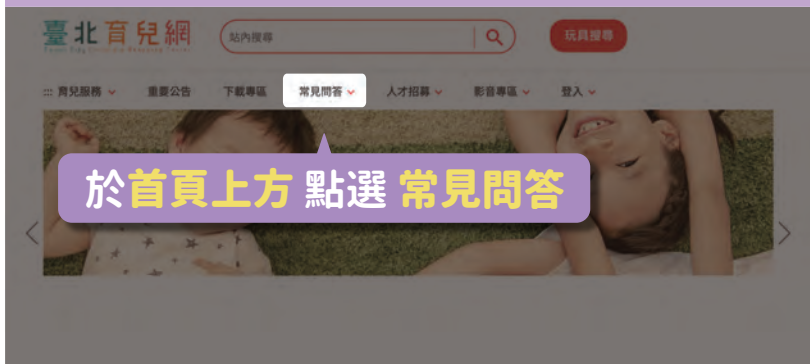 臺北育兒網
站內搜尋
玩具搜尋
::: 育兒服務 重要公告 下載專區 常見問答 人才招募 影音專區 登入
於首頁上方 點選 常見問答